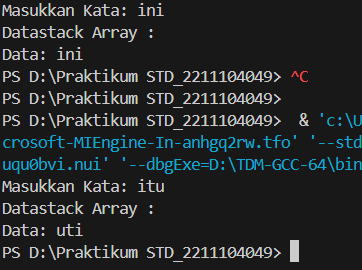 Masukkan Kata: ini
Datastack Array :
Data: ini
PS D:\Praktikum STD_2211104049> ^C
PS D:\Praktikum STD_2211104049>
PS D:\Praktikum STD_2211104049>  & 'c:\U
crosoft-MIEngine-In-anhgq2rw.tfo' '--std
uqu0bvi.nui' '--dbgExe=D:\TDM-GCC-64\bin
Masukkan Kata: itu
Datastack Array :
Data: uti
PS D:\Praktikum STD_2211104049>